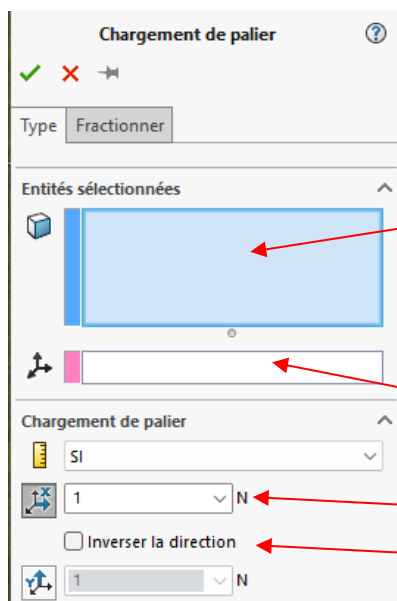 Chargement de palier
Type Fractionner
Entités sélectionnées
Chargement de palier
SI
1 N
Inverser la direction
1 N